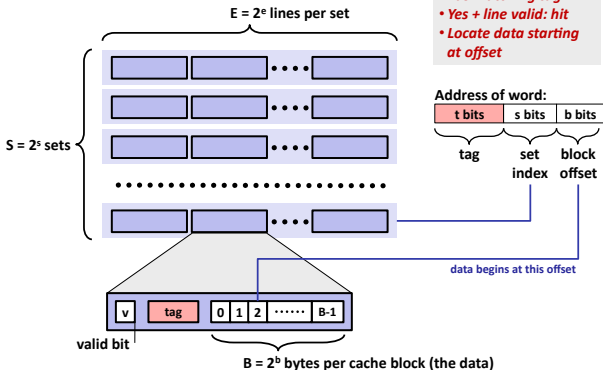 E = 2ᵉ lines per set
• Yes + line valid: hit
• Locate data starting
at offset
Address of word:
t bits s bits b bits
S = 2ˢ sets
tag set
index block
offset
data begins at this offset
v tag 0 1 2 ······ B-1
valid bit
B = 2ᵇ bytes per cache block (the data)